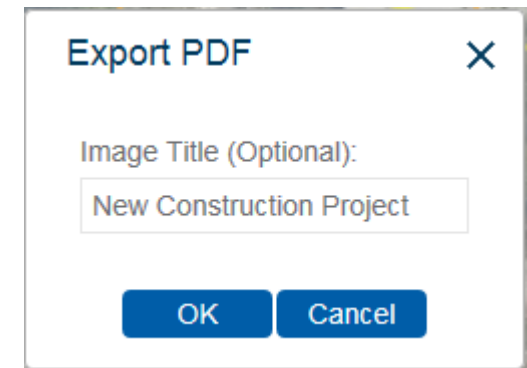 Export PDF
Image Title (Optional):
New Construction Project
OK Cancel